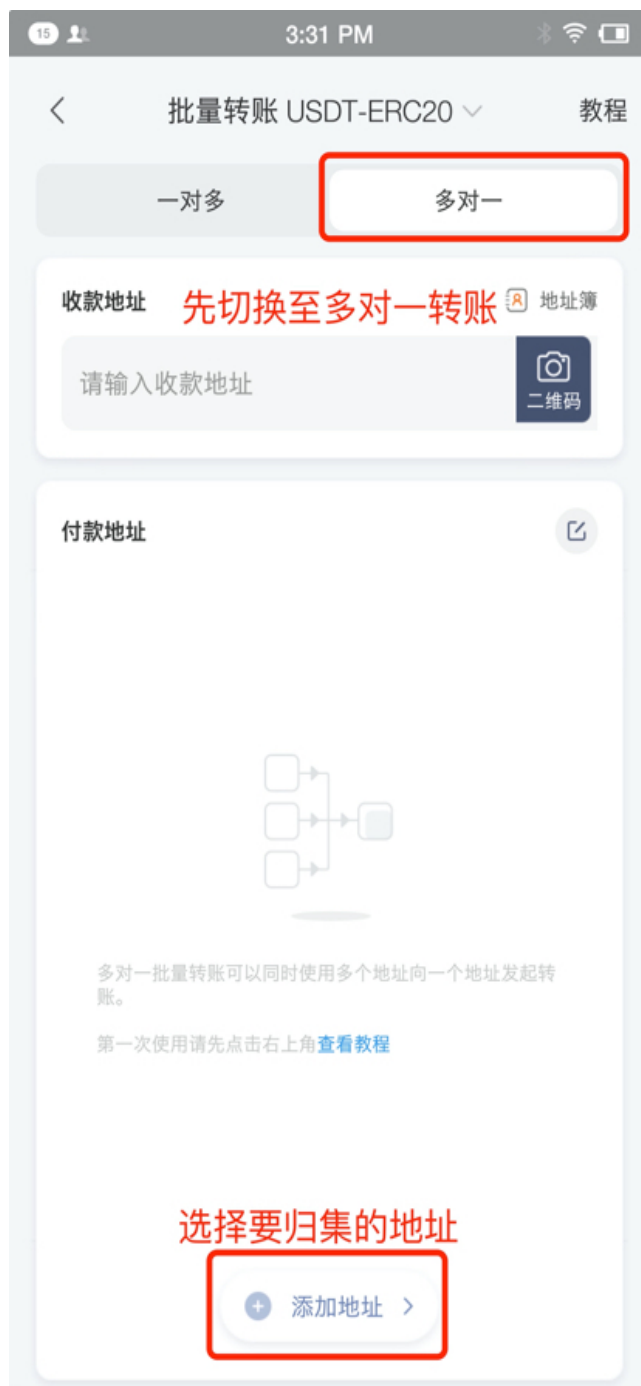 15 3:31 PM
批量转账 USDT-ERC20 教程
一对多 多对一
收款地址 先切换至多对一转账 地址簿
请输入收款地址 二维码
付款地址
多对一批量转账可以同时使用多个地址向一个地址发起转
账。
第一次使用请先点击右上角查看教程
选择要归集的地址
添加地址